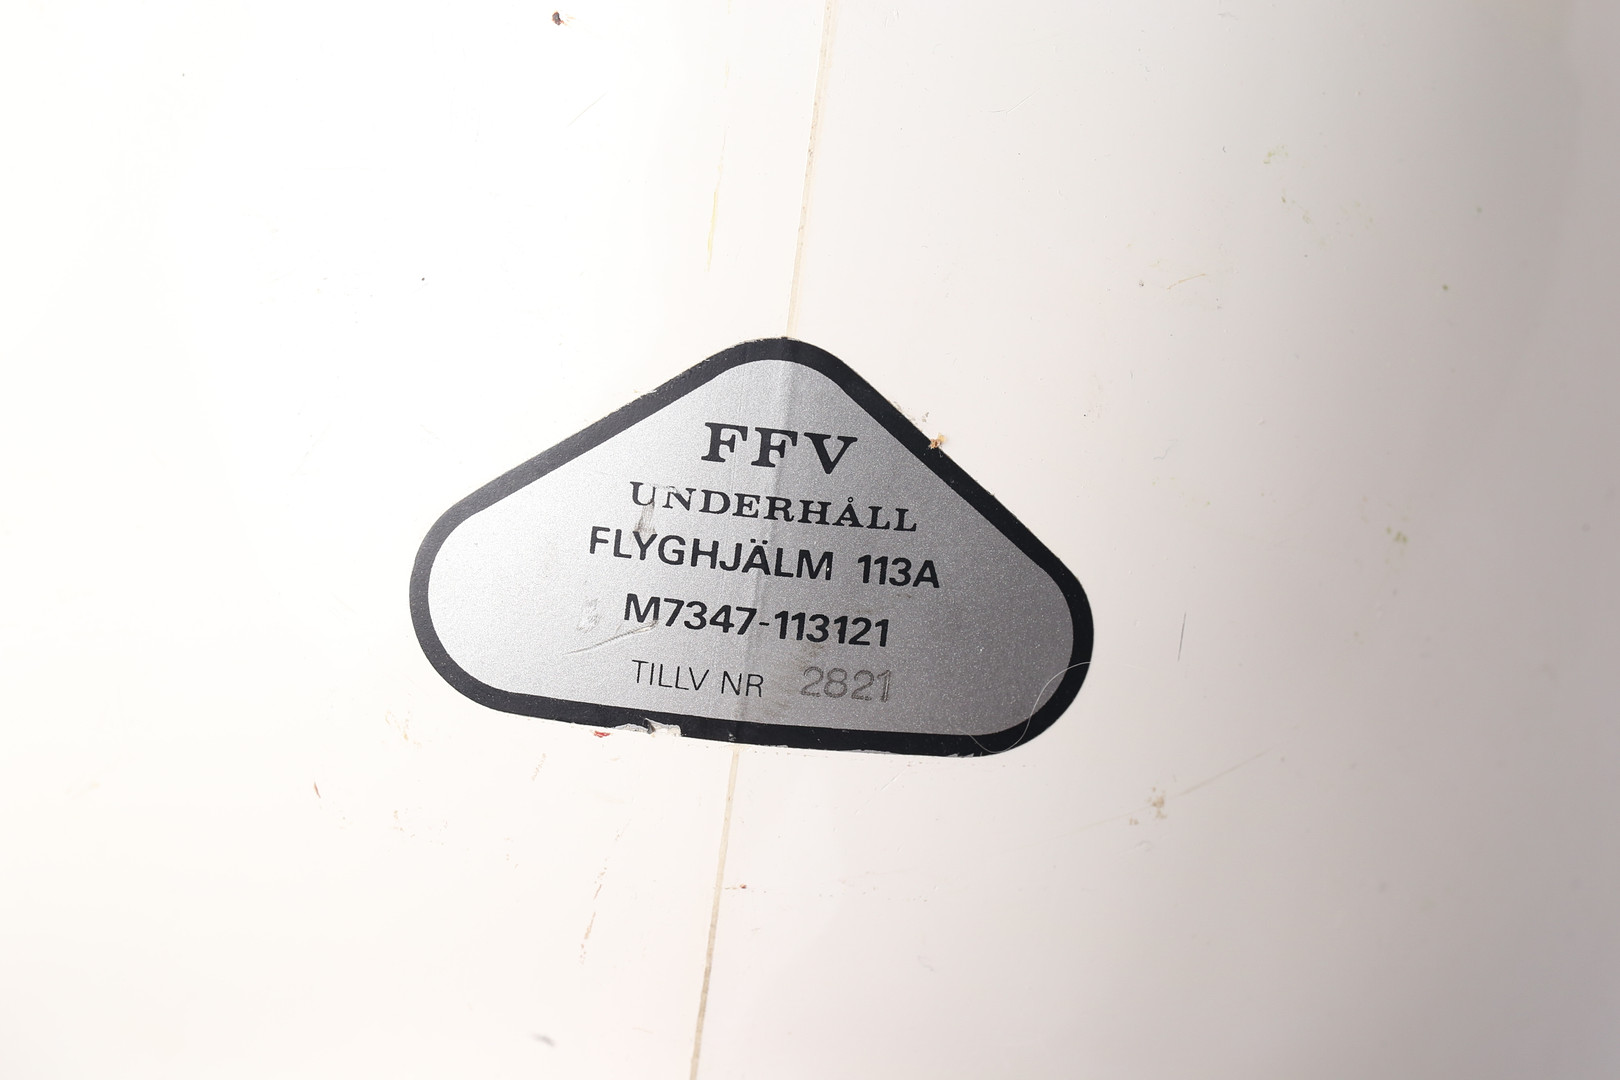 FFV
UNDERHÅLL
FLYGHJÄLM 113A
M7347-113121
TILLV NR 2821